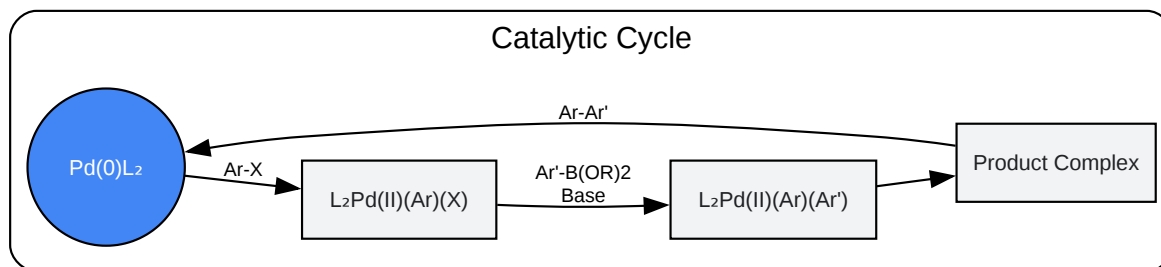 Catalytic Cycle
Ar-Ar'
Pd(0)L₂
Ar-X
L₂Pd(II)(Ar)(X)
Ar'-B(OR)2
Base
L₂Pd(II)(Ar)(Ar')
Product Complex